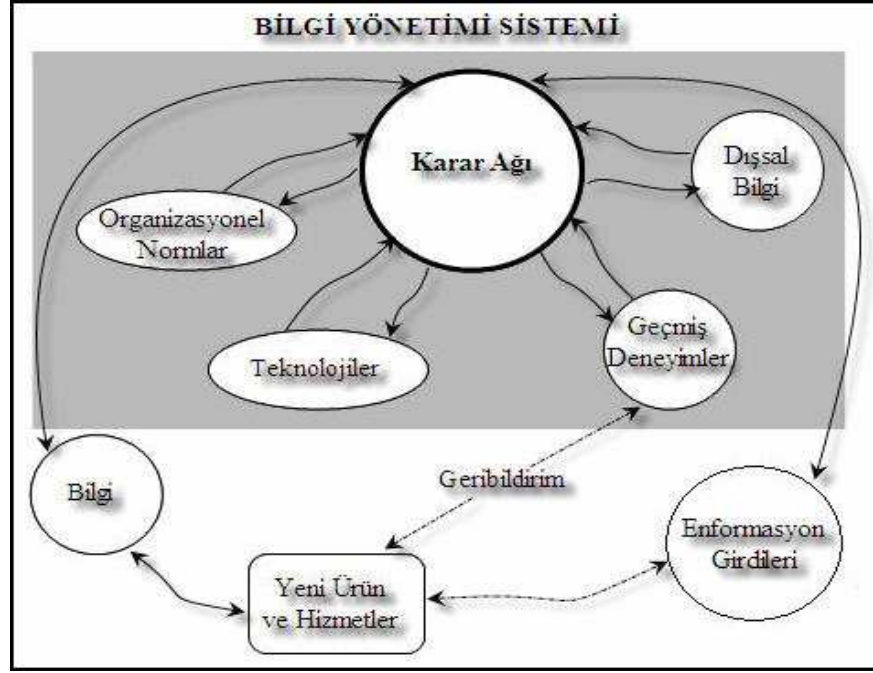 BİLGİ YÖNETİMİ SİSTEMİ
Karar Ağı
Dışsal
Bilgi
Organizasyonel
Normlar
Teknolojiler
Geçmiş
Deneyimler
Geribildirim
Bilgi
Enformasyon
Girdileri
Yeni Ürün
ve Hizmetler